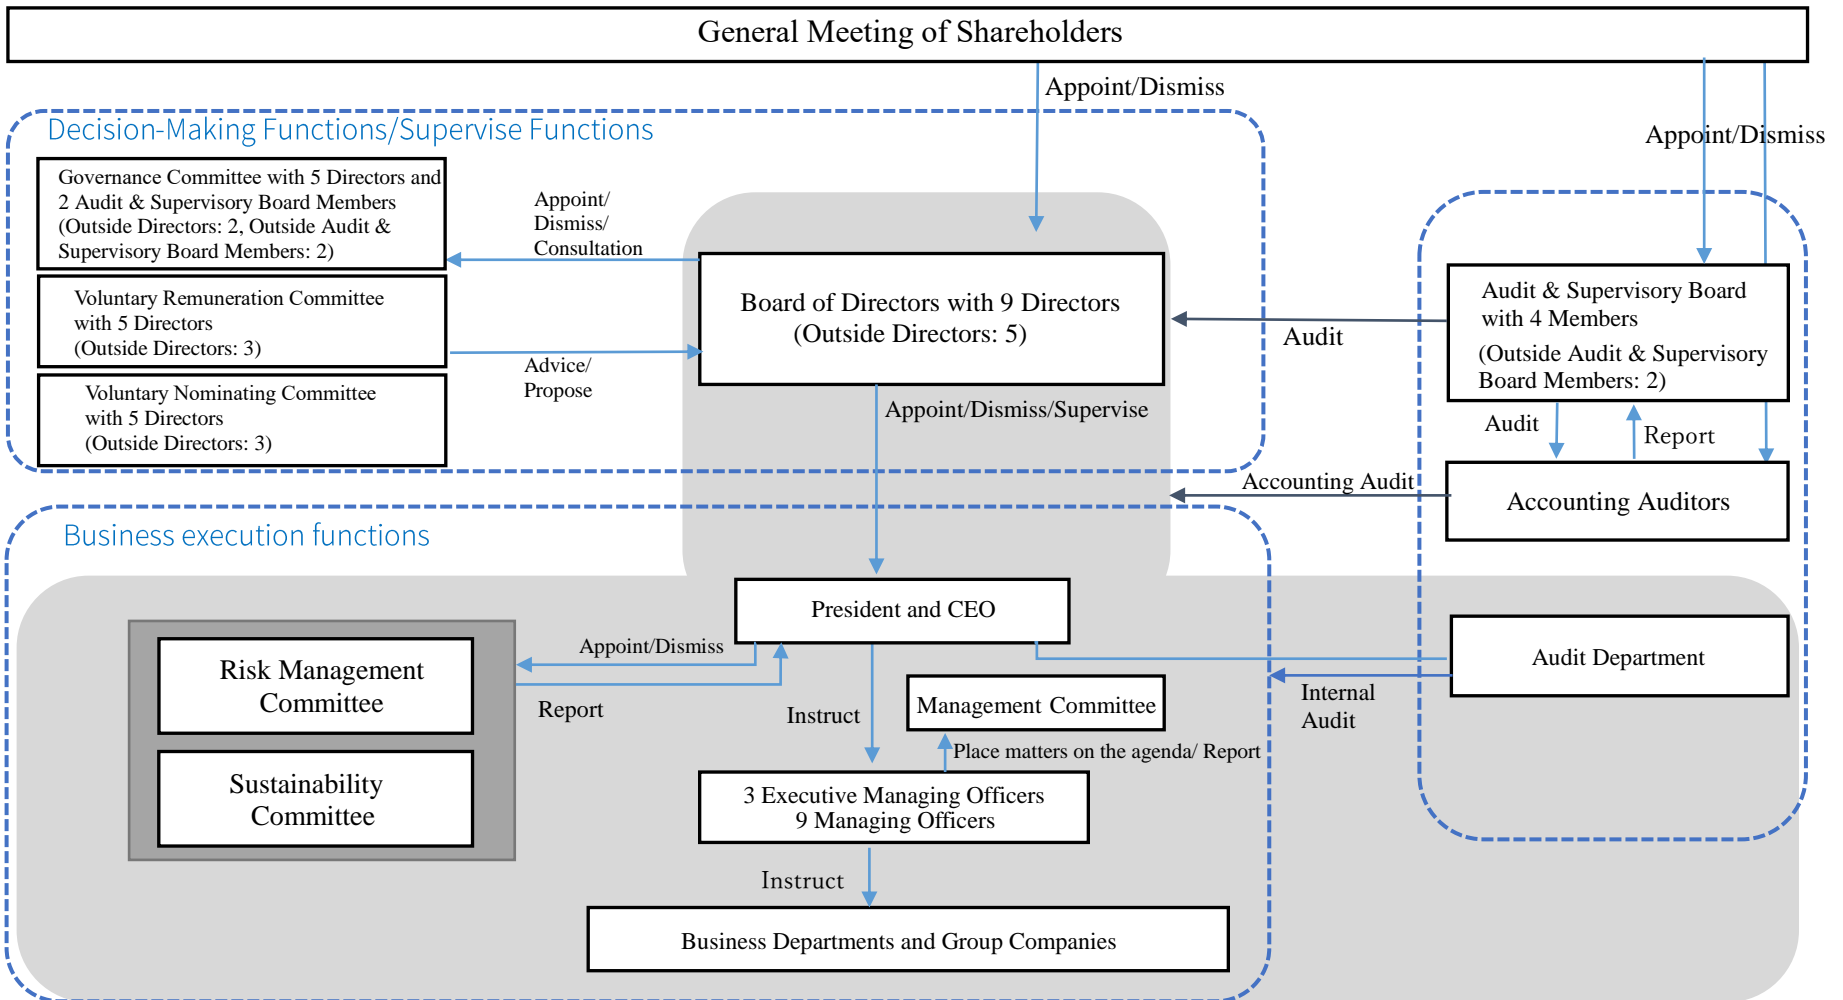 General Meeting of Shareholders
Appoint/Dismiss
Appoint/Dismiss
Decision-Making Functions/Supervise Functions
Governance Committee with 5 Directors and
2 Audit & Supervisory Board Members
(Outside Directors: 2, Outside Audit &
Supervisory Board Members: 2)
Appoint/
Dismiss/
Consultation
Voluntary Remuneration Committee
with 5 Directors
(Outside Directors: 3)
Advice/
Propose
Voluntary Nominating Committee
with 5 Directors
(Outside Directors: 3)
Board of Directors with 9 Directors
(Outside Directors: 5)
Audit
Audit & Supervisory Board
with 4 Members
(Outside Audit & Supervisory
Board Members: 2)
Appoint/Dismiss/Supervise
Audit
Report
Accounting Audit
Accounting Auditors
Business execution functions
President and CEO
Appoint/Dismiss
Report
Risk Management
Committee
Sustainability
Committee
Instruct
Management Committee
Place matters on the agenda/ Report
Internal
Audit
Audit Department
3 Executive Managing Officers
9 Managing Officers
Instruct
Business Departments and Group Companies